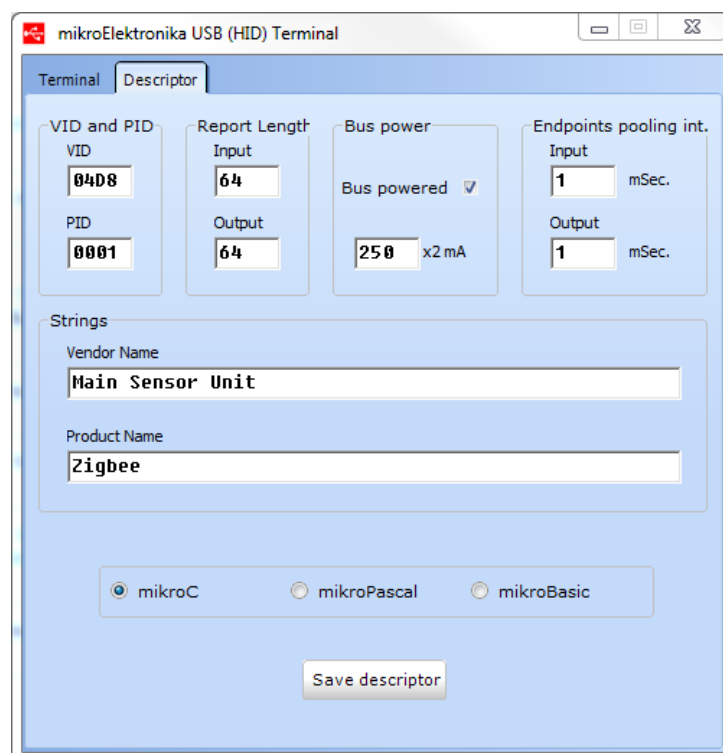 mikroElektronika USB (HID) Terminal
Terminal Descriptor
VID and PID Report Length Bus power Endpoints pooling int.
VID Input Input
04D8 64 Bus powered 1 mSec.
PID Output Output
0001 64 250 x2 mA 1 mSec.
Strings
Vendor Name
Main Sensor Unit
Product Name
Zigbee
mikroC mikroPascal mikroBasic
Save descriptor